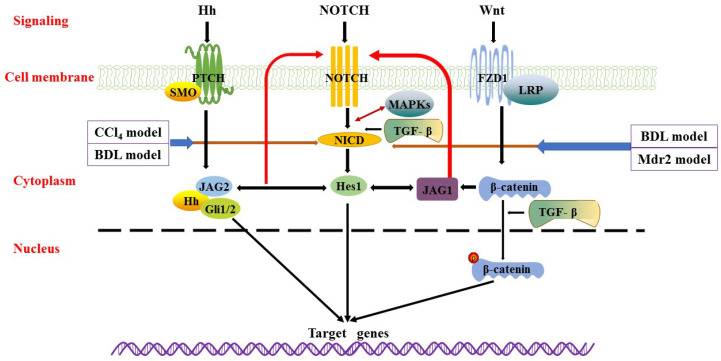 Signaling
Hh
NOTCH
Wnt
Cell membrane
PTCH
SMO
NOTCH
FZD1
LRP
MAPKs
TGF- β
NICD
CCl4 model
BDL model
BDL model
Mdr2 model
Cytoplasm
JAG2
Hh
Gli1/2
Hes1
JAG1
β-catenin
TGF- β
Nucleus
β-catenin
Target genes